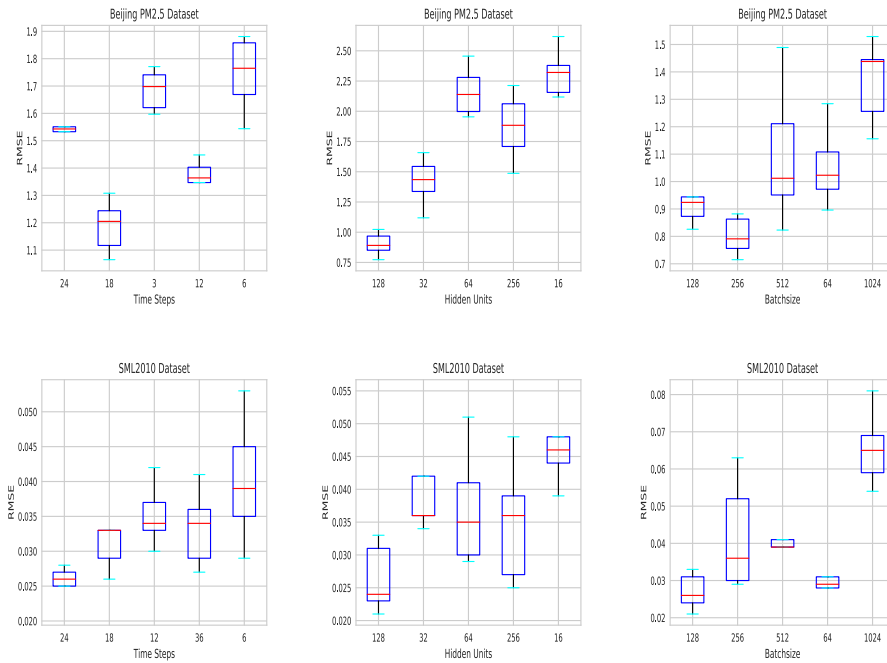 Beijing PM2.5 Dataset
RMSE
1.9
1.8
1.7
1.6
1.5
1.4
1.3
1.2
1.1
24 18 3 12 6
Time Steps
Beijing PM2.5 Dataset
RMSE
2.50
2.25
2.00
1.75
1.50
1.25
1.00
0.75
128 32 64 256 16
Hidden Units
Beijing PM2.5 Dataset
RMSE
1.5
1.4
1.3
1.2
1.1
1.0
0.9
0.8
0.7
128 256 512 64 1024
Batchsize
SML2010 Dataset
RMSE
0.050
0.045
0.040
0.035
0.030
0.025
0.020
24 18 12 36 6
Time Steps
SML2010 Dataset
RMSE
0.055
0.050
0.045
0.040
0.035
0.030
0.025
0.020
128 32 64 256 16
Hidden Units
SML2010 Dataset
RMSE
0.08
0.07
0.06
0.05
0.04
0.03
0.02
128 256 512 64 1024
Batchsize